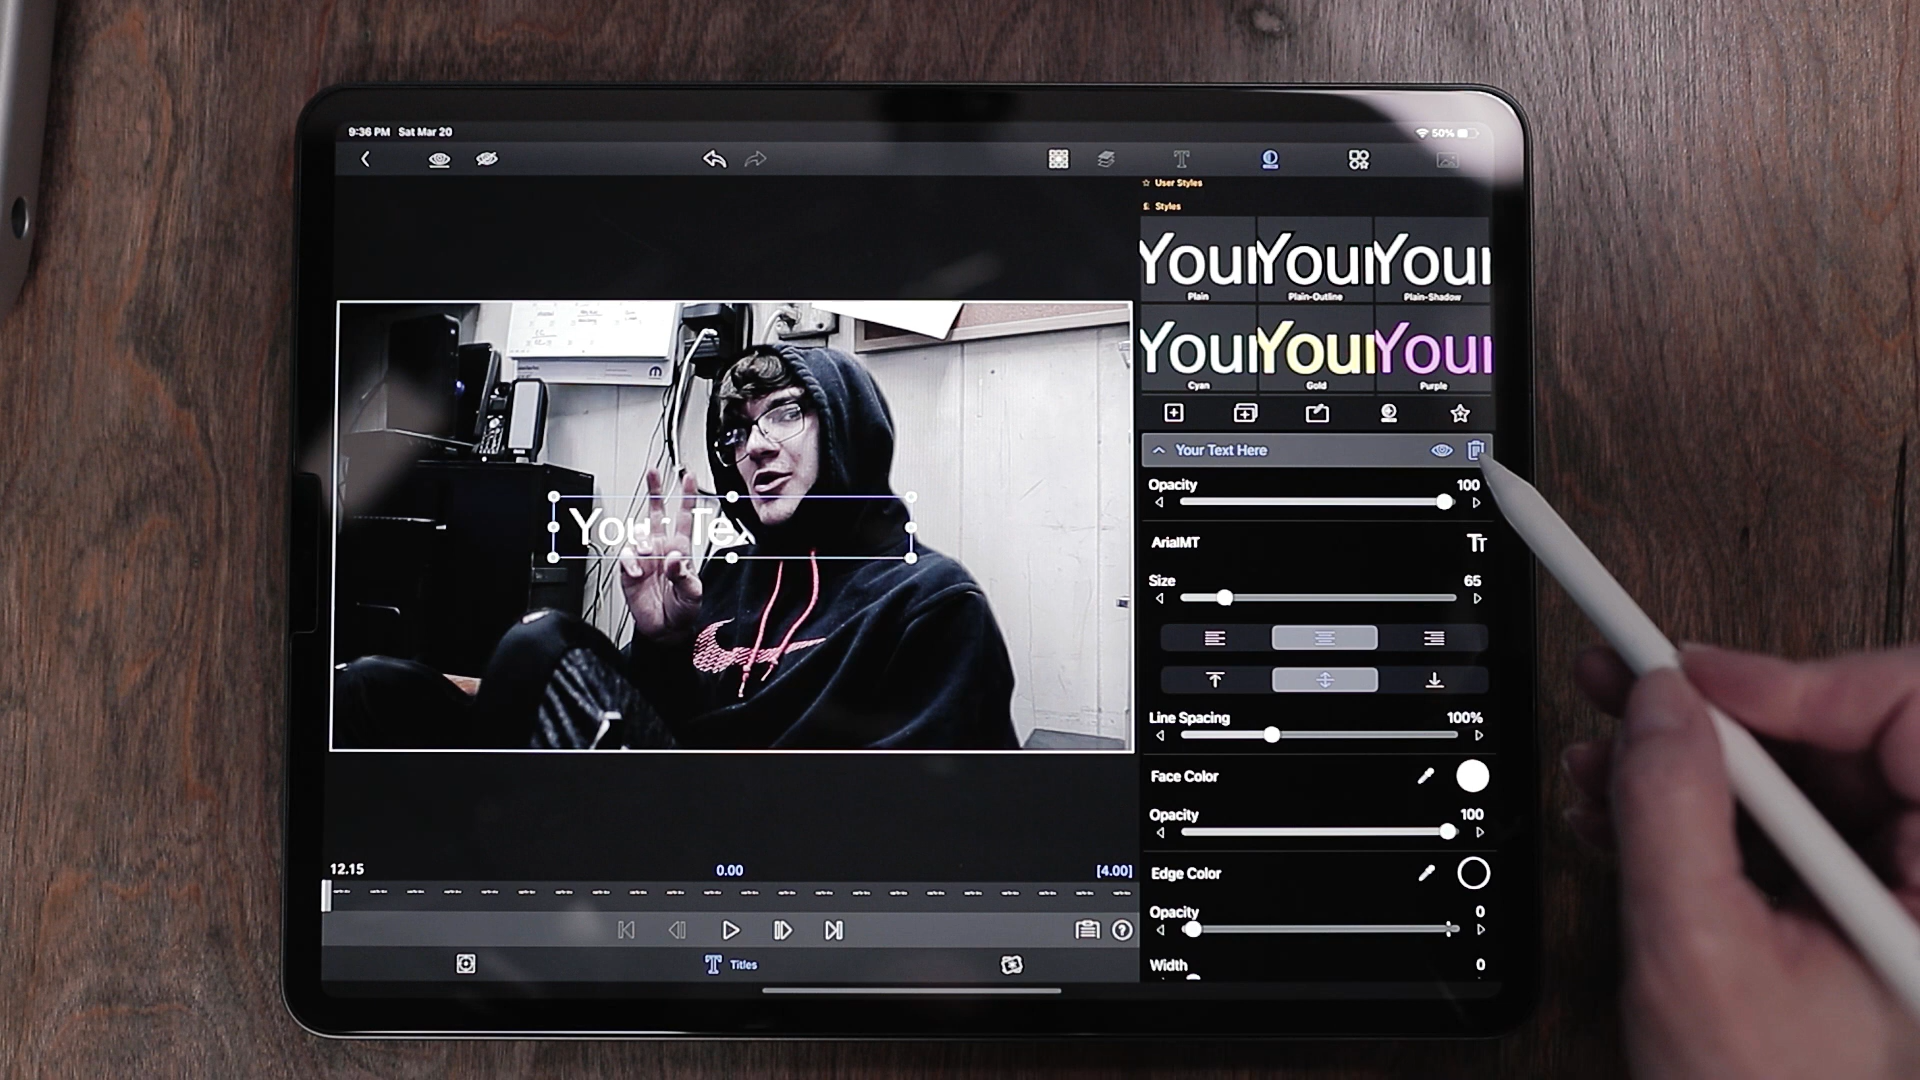 9:36 PM Sat Mar 20
50%
User Styles
Styles
Your Your Your
Plain Plain-Outline Plain-Shadow
Your Your Your
Cyan Gold Purple
Your Text Here
Opacity 100
ArialMT
Size 65
Line Spacing 100%
Face Color
Opacity 100
Edge Color
Opacity 0
Width 0
Your Tex
12.15 0.00 [4.00]
Titles